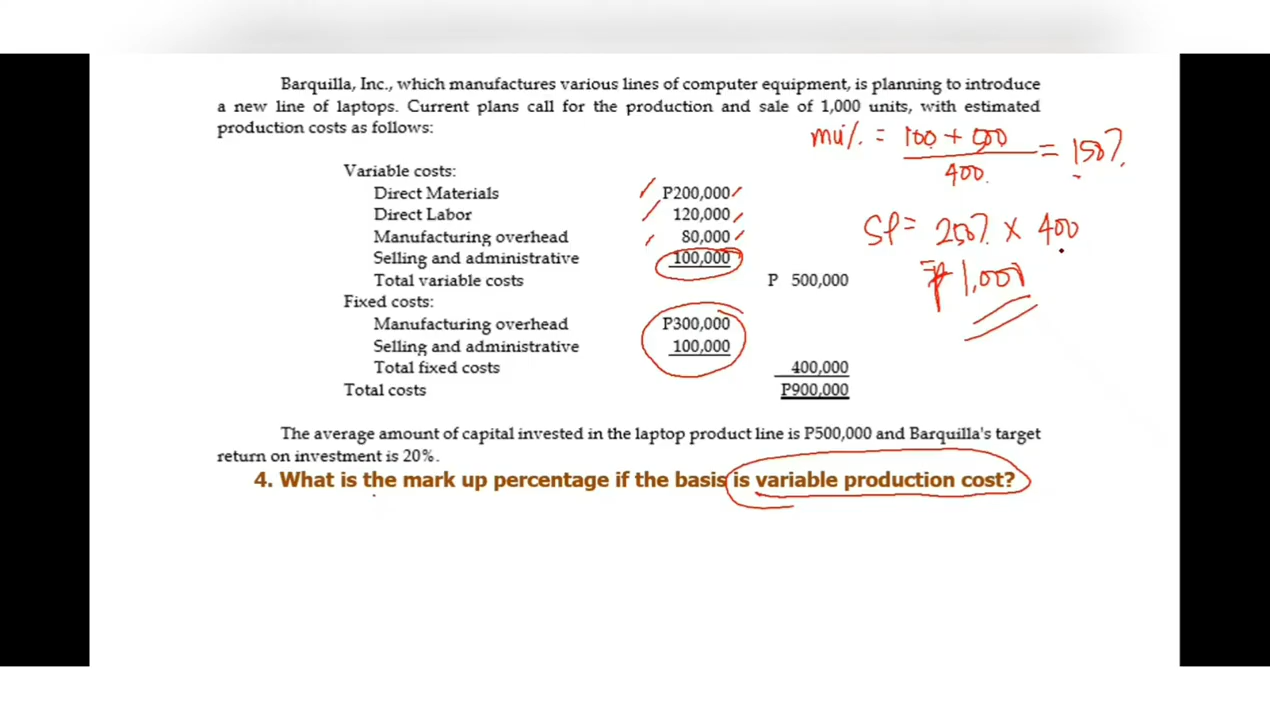 Barquilla, Inc., which manufactures various lines of computer equipment, is planning to introduce
a new line of laptops. Current plans call for the production and sale of 1,000 units, with estimated
production costs as follows:
mu% = 100 + 500 / 400 = 150%
Variable costs:
Direct Materials P200,000
Direct Labor 120,000
Manufacturing overhead 80,000
SP = 250% x 400
Selling and administrative 100,000
₱1,000
Total variable costs P 500,000
Fixed costs:
Manufacturing overhead P300,000
Selling and administrative 100,000
Total fixed costs 400,000
Total costs P900,000
The average amount of capital invested in the laptop product line is P500,000 and Barquilla's target
return on investment is 20%.
4. What is the mark up percentage if the basis is variable production cost?